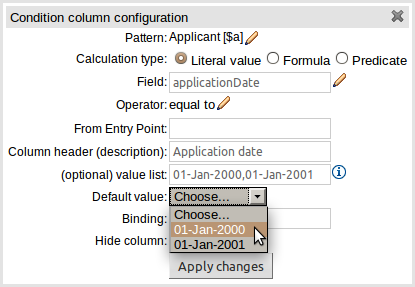 Condition column configuration
Pattern: Applicant [$a]
Calculation type: Literal value Formula Predicate
Field: applicationDate
Operator: equal to
From Entry Point:
Column header (description): Application date
(optional) value list: 01-Jan-2000,01-Jan-2001
Default value: Choose...
Choose...
Binding: 01-Jan-2000
Hide column: 01-Jan-2001
Apply changes